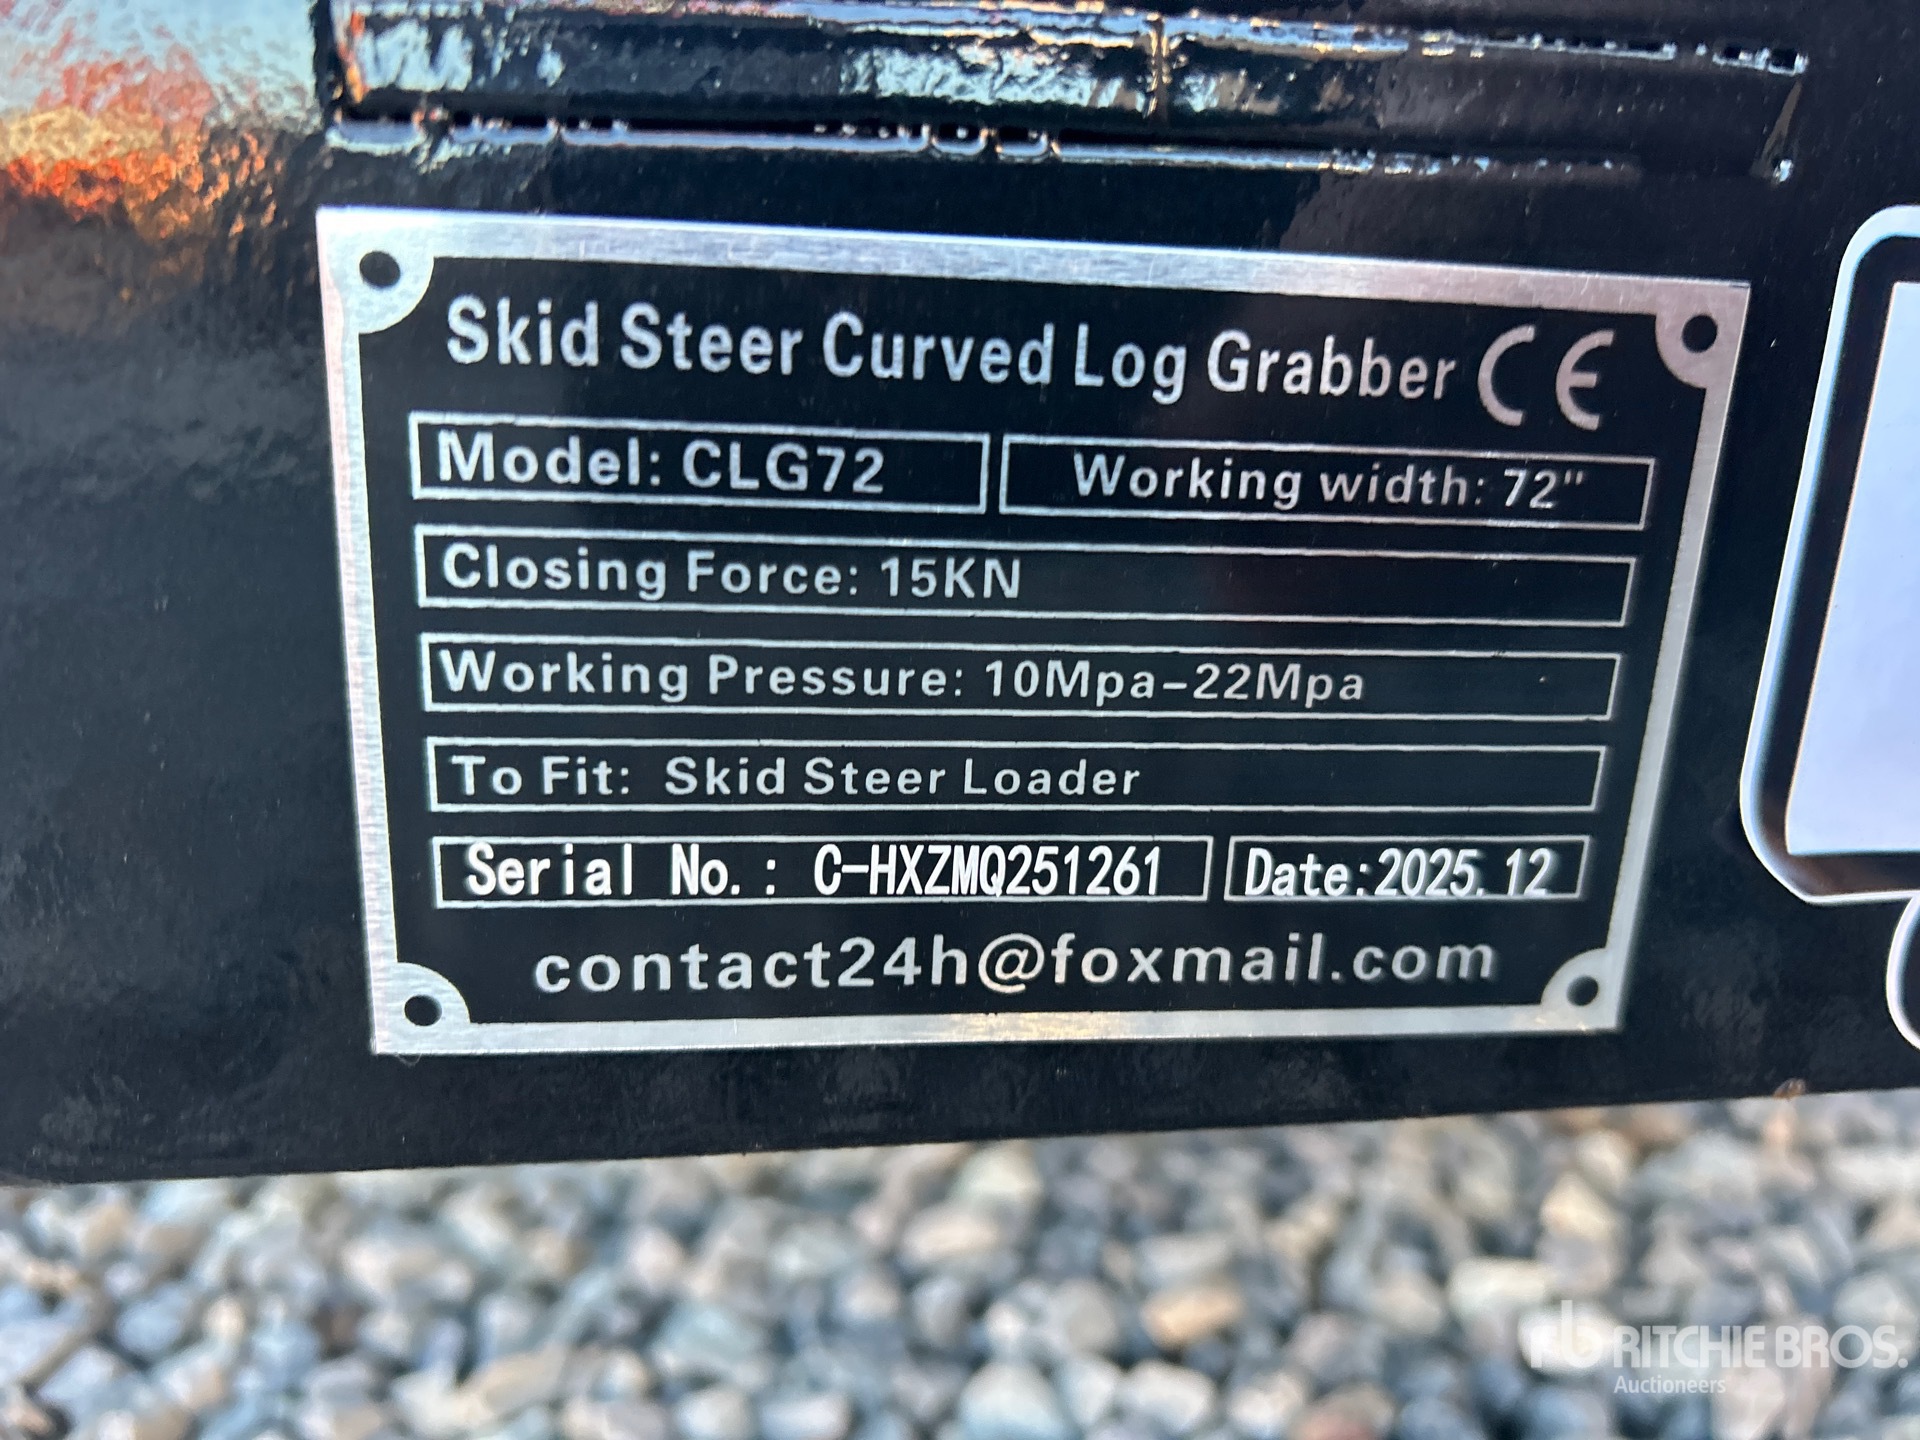 Skid Steer Curved Log Grabber CE
Model: CLG72
Working width: 72"
Closing Force: 15KN
Working Pressure: 10Mpa-22Mpa
To Fit: Skid Steer Loader
Serial No.: C-HXZMQ251261
Date:2025.12
contact24h@foxmail.com
rb RITCHIE BROS.
Auctioneers